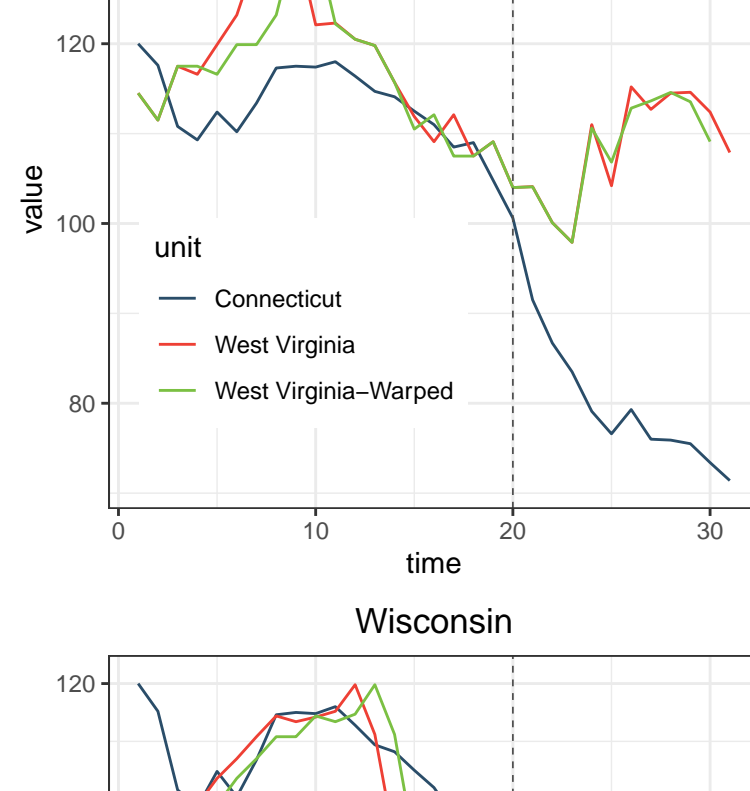 120
100
80
value
unit
Connecticut
West Virginia
West Virginia−Warped
0 10 20 30
time
Wisconsin
120